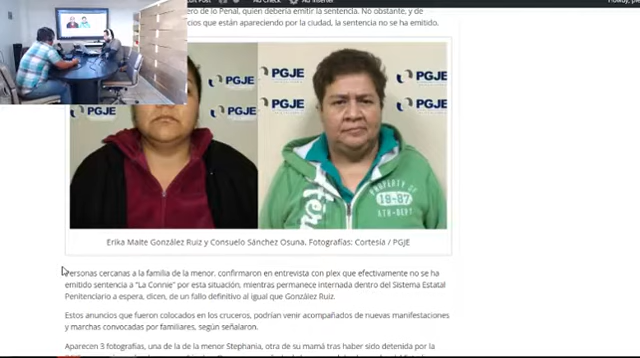 ero de lo Penal, quien debería emitir la sentencia. No obstante, y de
cios que están apareciendo por la ciudad, la sentencia no se ha emitido.
PGJE
PGJE
PGJE
PGJE
PGJE
PGJE
PGJE
PROPERTY OF
19-87
ATH-DEPT
Erika Maite González Ruiz y Consuelo Sánchez Osuna. Fotografías: Cortesía / PGJE
Personas cercanas a la familia de la menor, confirmaron en entrevista con plex que efectivamente no se ha
emitido sentencia a "La Connie" por esta situación, mientras permanece internada dentro del Sistema Estatal
Penitenciario a espera, dicen, de un fallo definitivo al igual que González Ruiz.
Estos anuncios que fueron colocados en los cruceros, podrían venir acompañados de nuevas manifestaciones
y marchas convocadas por familiares, según señalaron.
Aparecen 3 fotografías, una de la de la menor Stephania, otra de su mamá tras haber sido detenida por la